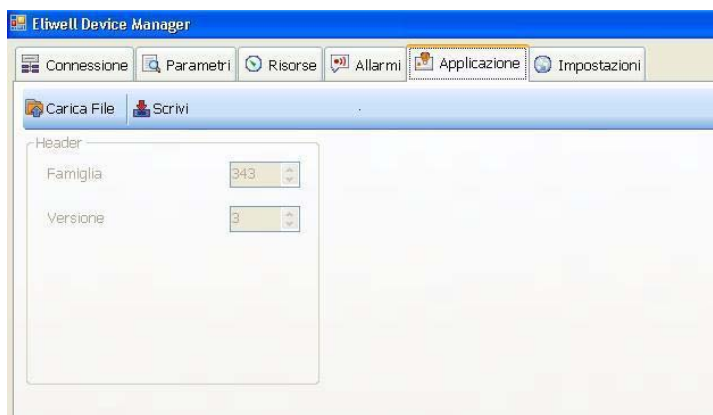 Eliwell Device Manager
Connessione Parametri Risorse Allarmi Applicazione Impostazioni
Carica File Scrivi
Header
Famiglia 343
Versione 3